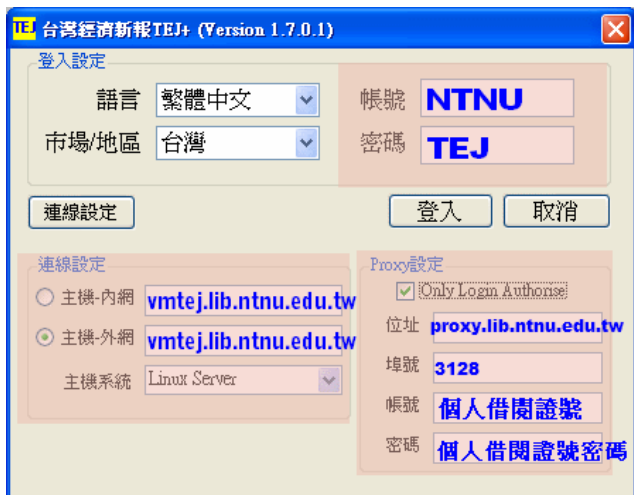 TEJ 台灣經濟新報TEJ+ (Version 1.7.0.1)
登入設定
語言 繁體中文 帳號 NTNU
市場/地區 台灣 密碼 TEJ
連線設定 登入 取消
連線設定
主機-內網 vmtej.lib.ntnu.edu.tw
主機-外網 vmtej.lib.ntnu.edu.tw
主機系統 Linux Server
Proxy設定
Only Login Authorise
位址 proxy.lib.ntnu.edu.tw
埠號 3128
帳號 個人借閱證號
密碼 個人借閱證號密碼